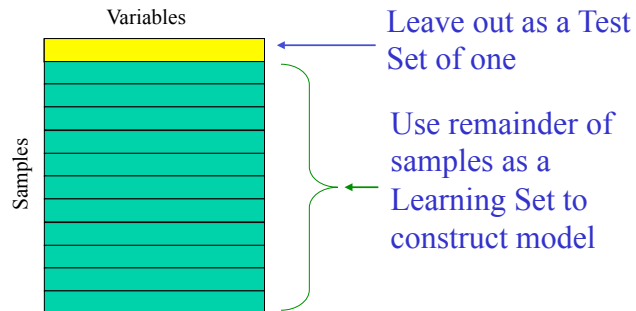 Variables
Leave out as a Test
Set of one
Samples
Use remainder of
samples as a
Learning Set to
construct model